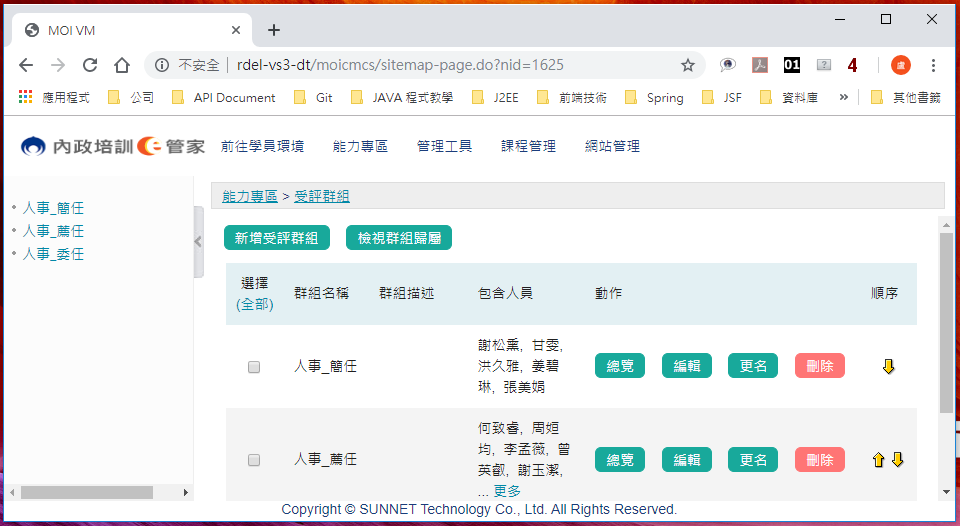 MOI VM
不安全 | rdel-vs3-dt/moicmcs/sitemap-page.do?nid=1625
01
?
4
盧
應用程式 公司 API Document Git JAVA 程式教學 J2EE 前端技術 Spring JSF 資料庫 » 其他書籤
內政培訓e管家 前往學員環境 能力專區 管理工具 課程管理 網站管理
人事_簡任
人事_薦任
人事_委任
能力專區 > 受評群組
新增受評群組 檢視群組歸屬
選擇
(全部)
群組名稱 群組描述 包含人員 動作 順序
人事_簡任
謝松熏, 甘雯,
洪久雅, 姜碧
琳, 張美娟
總覽 編輯 更名 刪除
人事_薦任
何致睿, 周姮
均, 李孟薇, 曾
英叡, 謝玉潔,
... 更多
總覽 編輯 更名 刪除
Copyright © SUNNET Technology Co., Ltd. All Rights Reserved.